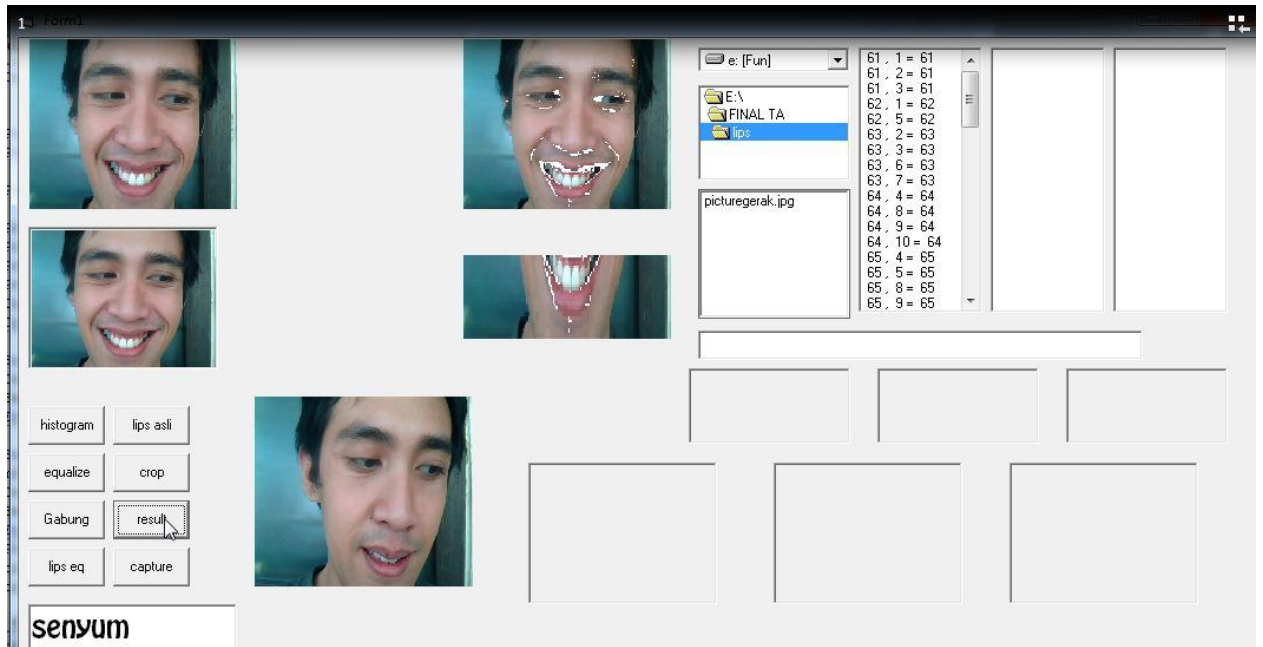 1
Form1
e: [Fun]
E:\
FINAL TA
lips
picturegerak.jpg
61 , 1 = 61
61 , 2 = 61
61 , 3 = 61
62 , 1 = 62
62 , 5 = 62
63 , 2 = 63
63 , 3 = 63
63 , 6 = 63
63 , 7 = 63
64 , 4 = 64
64 , 8 = 64
64 , 9 = 64
64 , 10 = 64
65 , 4 = 65
65 , 5 = 65
65 , 8 = 65
65 , 9 = 65
histogram
lips asli
equalize
crop
Gabung
result
lips eq
capture
senyum